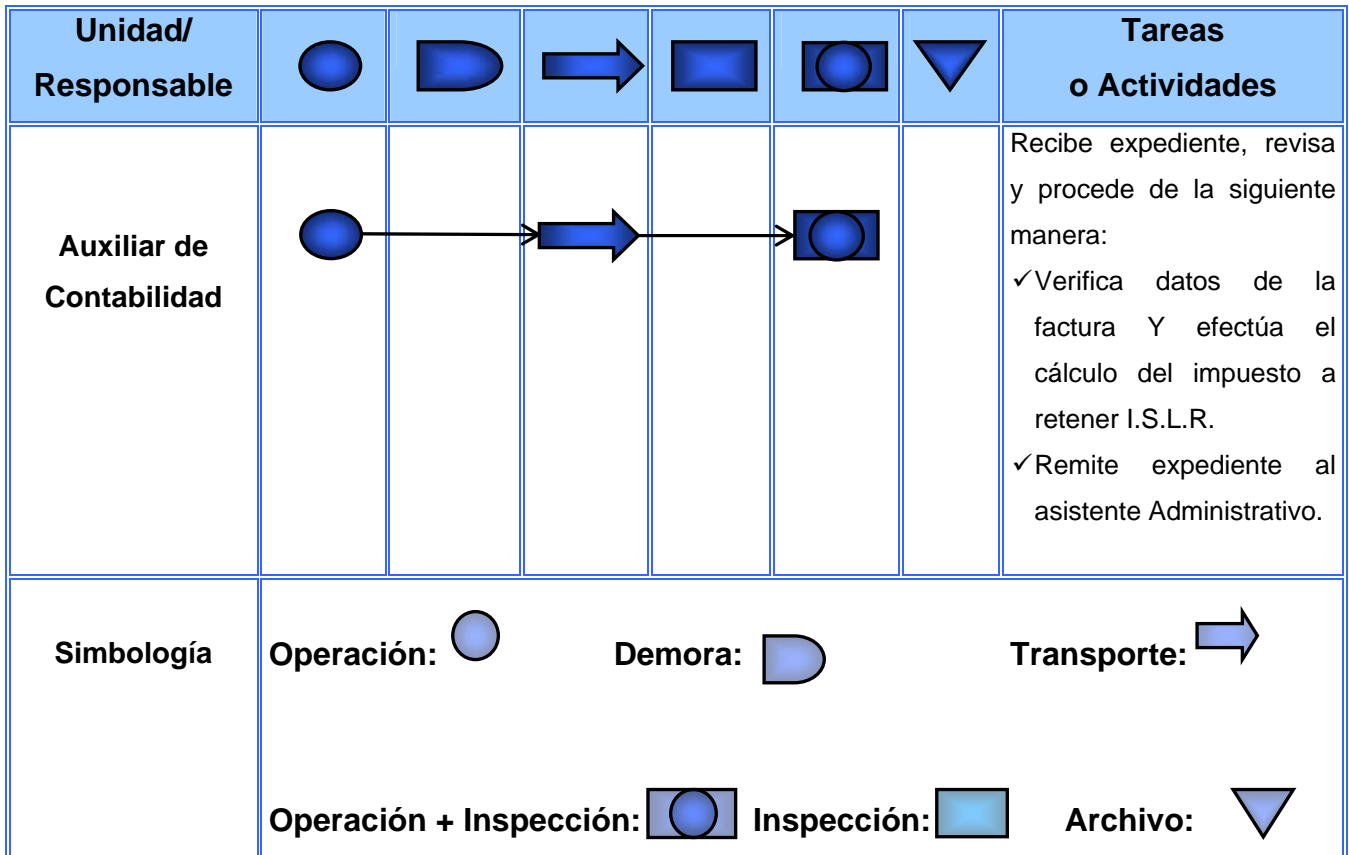 Unidad/
Responsable
Tareas
o Actividades
Auxiliar de
Contabilidad
Recibe expediente, revisa
y procede de la siguiente
manera:
✓Verifica datos de la
factura Y efectúa el
cálculo del impuesto a
retener I.S.L.R.
✓Remite expediente al
asistente Administrativo.
Simbología
Operación: Demora: Transporte:
Operación + Inspección: Inspección: Archivo: